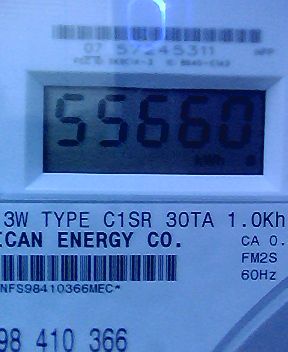 07 57245311
55660
kWh
3W TYPE C1SR 30TA 1.0Kh
ICAN ENERGY CO.
CA 0.
FM2S
60Hz
NFS98410366MEC*
98 410 366